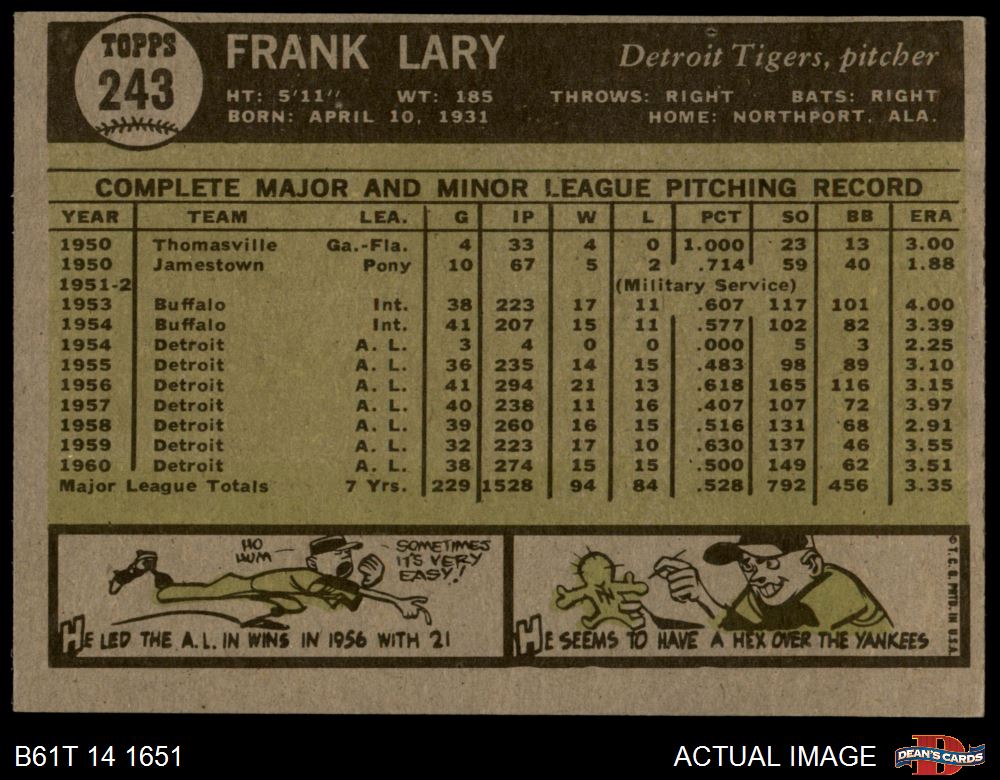 TOPPS
243
FRANK LARY
Detroit Tigers, pitcher
HT: 5'11" WT: 185 THROWS: RIGHT BATS: RIGHT
BORN: APRIL 10, 1931 HOME: NORTHPORT, ALA.
COMPLETE MAJOR AND MINOR LEAGUE PITCHING RECORD
YEAR TEAM LEA. G IP W L PCT SO BB ERA
1950 Thomasville Ga.-Fla. 4 33 4 0 1.000 23 13 3.00
1950 Jamestown Pony 10 67 5 2 .714 59 40 1.88
1951-2 (Military Service)
1953 Buffalo Int. 38 223 17 11 .607 117 101 4.00
1954 Buffalo Int. 41 207 15 11 .577 102 82 3.39
1954 Detroit A. L. 3 4 0 0 .000 5 3 2.25
1955 Detroit A. L. 36 235 14 15 .483 98 89 3.10
1956 Detroit A. L. 41 294 21 13 .618 165 116 3.15
1957 Detroit A. L. 40 238 11 16 .407 107 72 3.97
1958 Detroit A. L. 39 260 16 15 .516 131 68 2.91
1959 Detroit A. L. 32 223 17 10 .630 137 46 3.55
1960 Detroit A. L. 38 274 15 15 .500 149 62 3.51
Major League Totals 7 Yrs. 229 1528 94 84 .528 792 456 3.35
HO
HUM
SOMETIMES
IT'S VERY
EASY!
HE LED THE A.L. IN WINS IN 1956 WITH 21
NY
HE SEEMS TO HAVE A HEX OVER THE YANKEES
© T. C. G. PRTD. IN U.S.A.
B61T 14 1651
ACTUAL IMAGE
D
DEAN'S CARDS